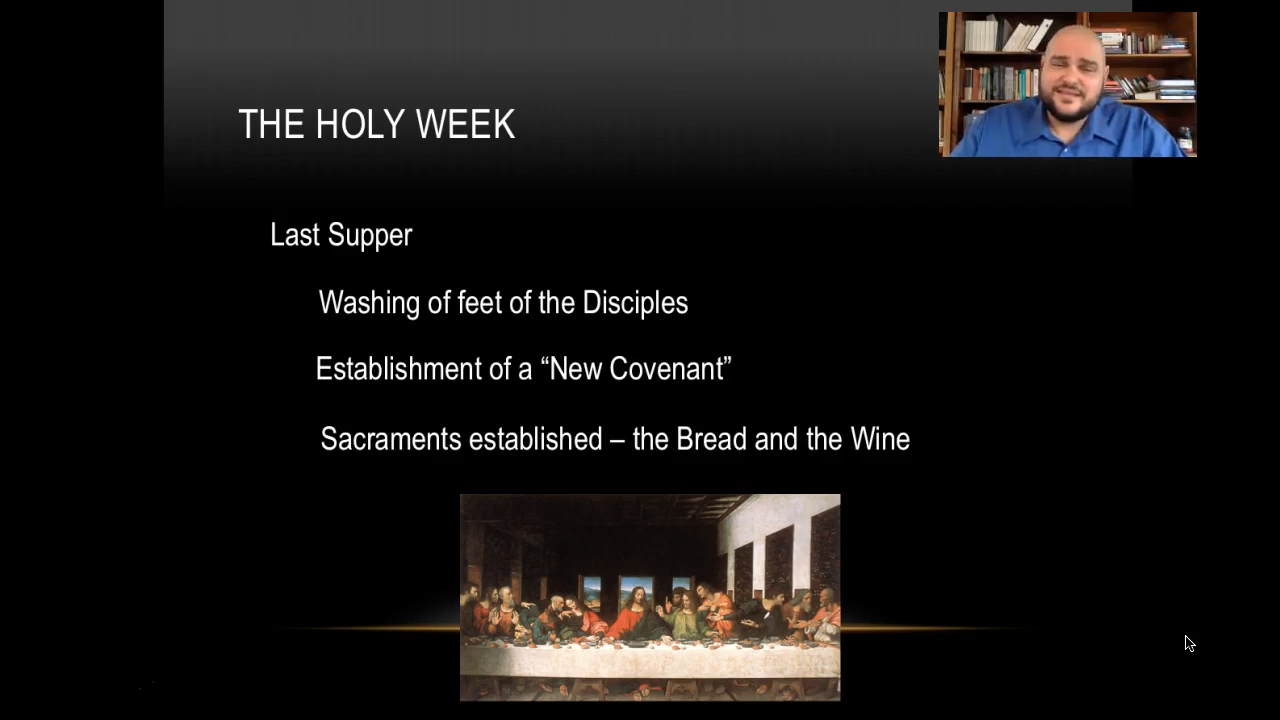 THE HOLY WEEK
Last Supper
Washing of feet of the Disciples
Establishment of a “New Covenant”
Sacraments established – the Bread and the Wine